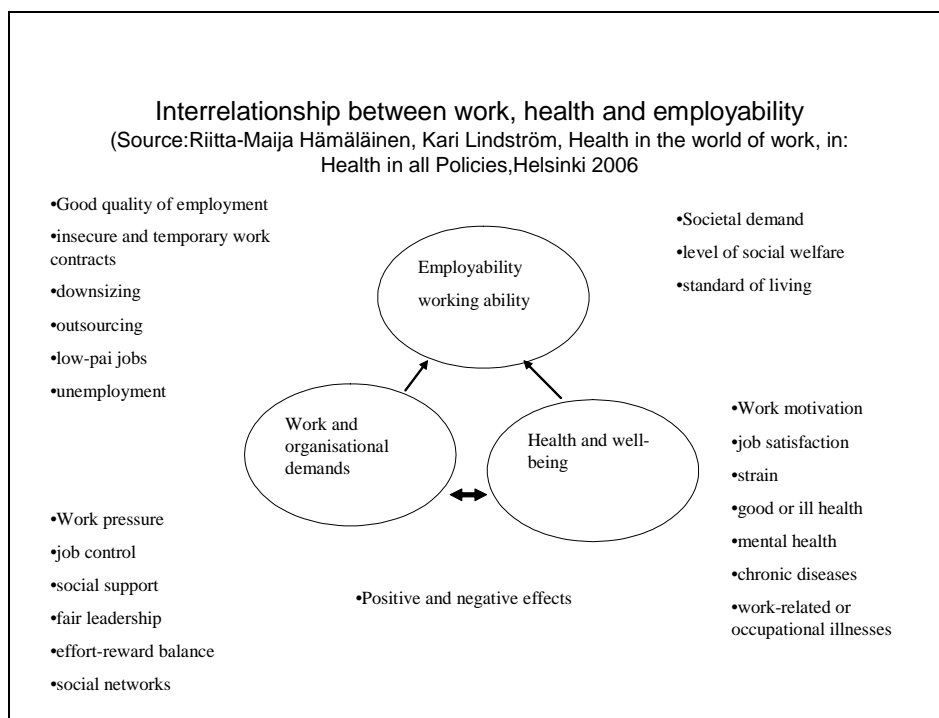 Interrelationship between work, health and employability
(Source:Riitta-Maija Hämäläinen, Kari Lindström, Health in the world of work, in:
Health in all Policies,Helsinki 2006
•Good quality of employment
•insecure and temporary work
contracts
•downsizing
•outsourcing
•low-pai jobs
•unemployment
Employability
working ability
•Societal demand
•level of social welfare
•standard of living
Work and
organisational
demands
Health and well-
being
•Work motivation
•job satisfaction
•strain
•good or ill health
•mental health
•chronic diseases
•work-related or
occupational illnesses
•Work pressure
•job control
•social support
•fair leadership
•effort-reward balance
•social networks
•Positive and negative effects